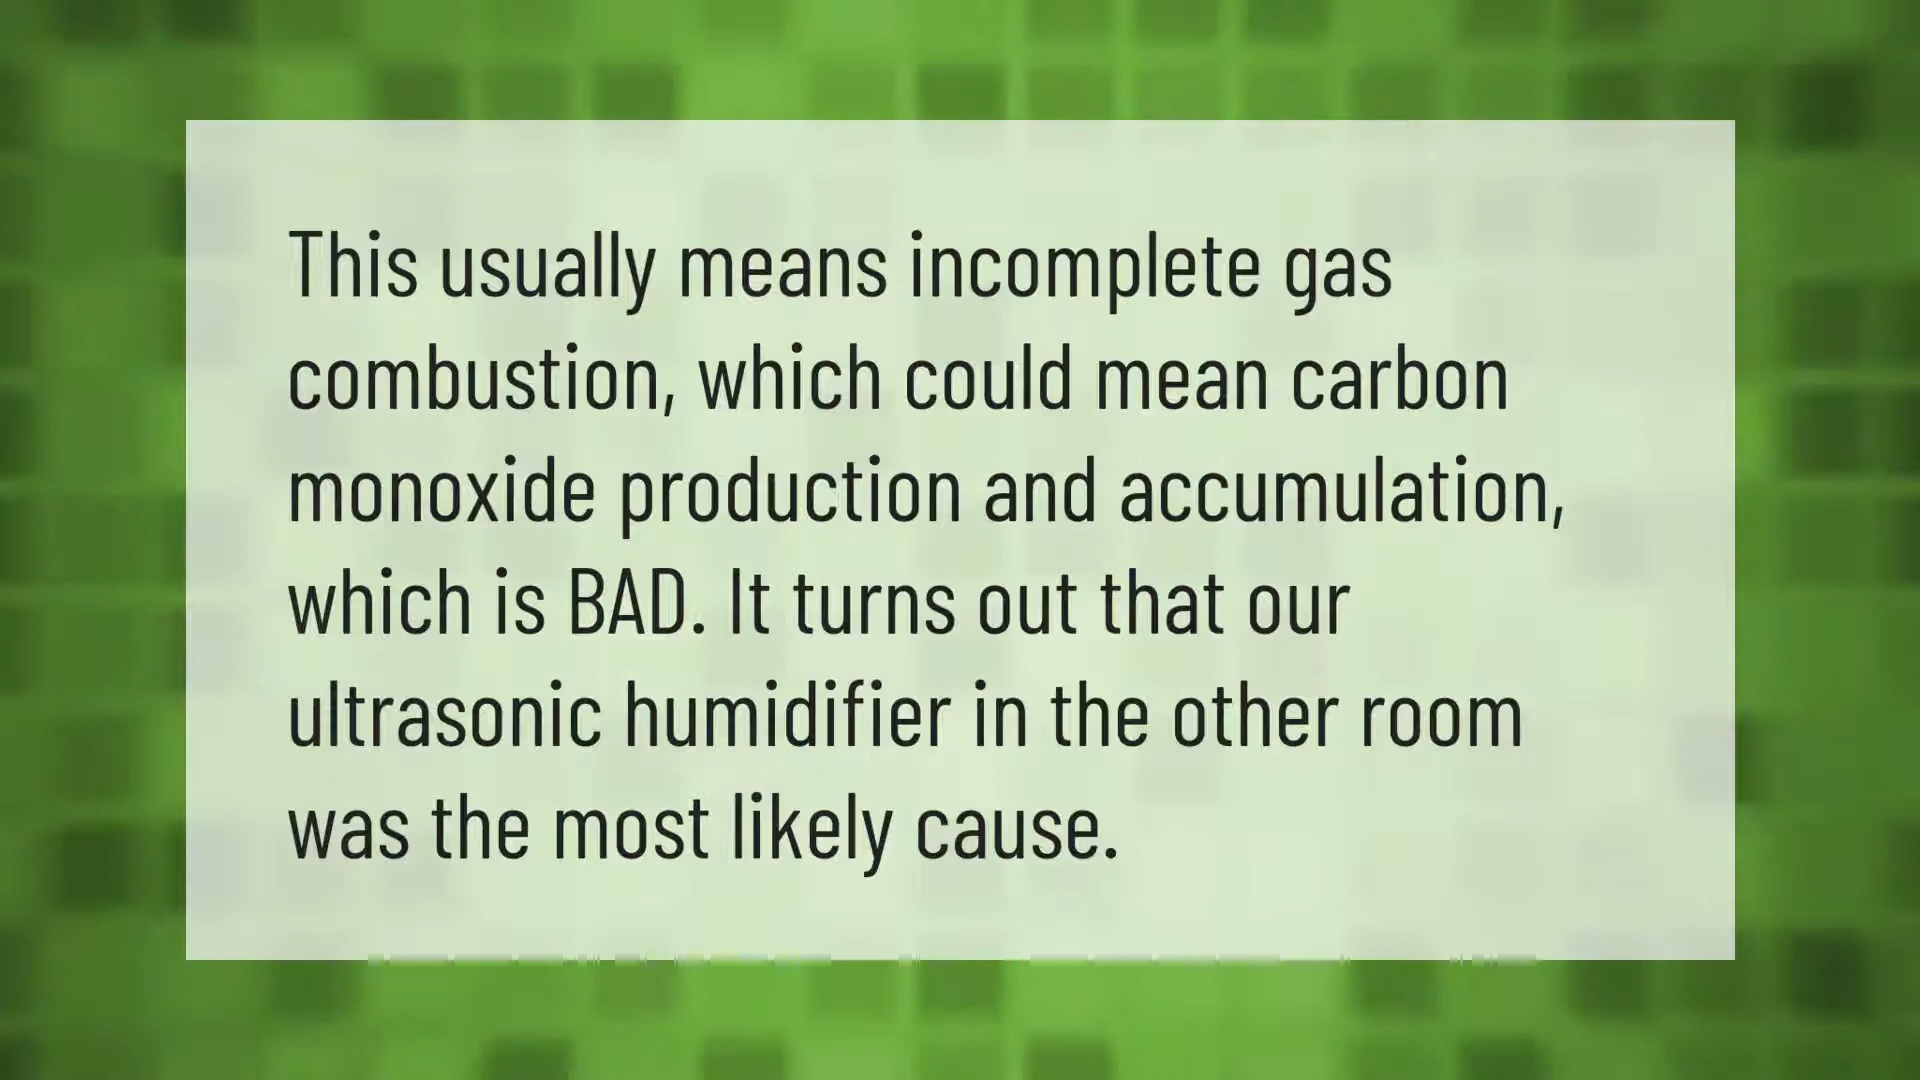 This usually means incomplete gas
combustion, which could mean carbon
monoxide production and accumulation,
which is BAD. It turns out that our
ultrasonic humidifier in the other room
was the most likely cause.